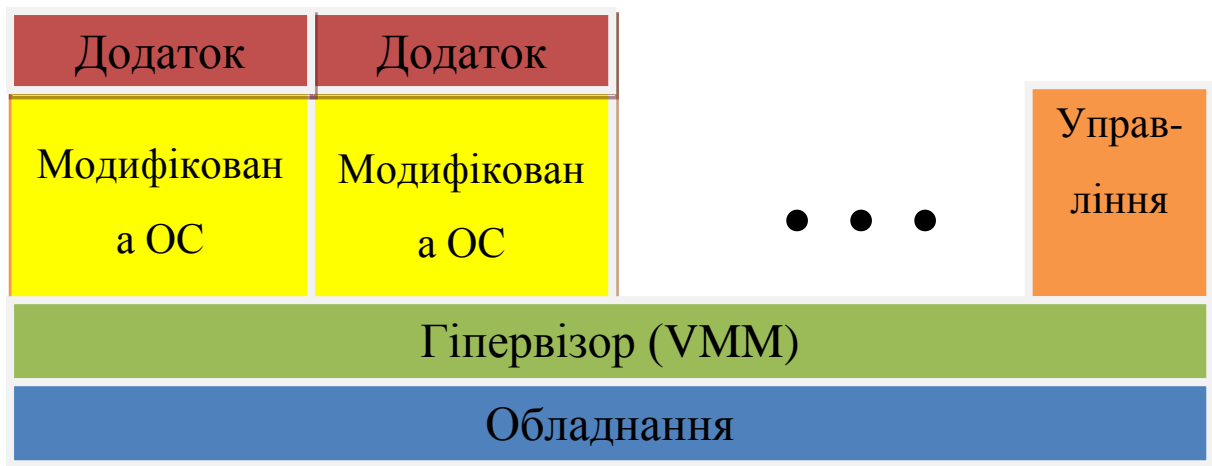 Додаток
Додаток
Модифікован
а ОС
Модифікован
а ОС
Управ-
ління
Гіпервізор (VMM)
Обладнання